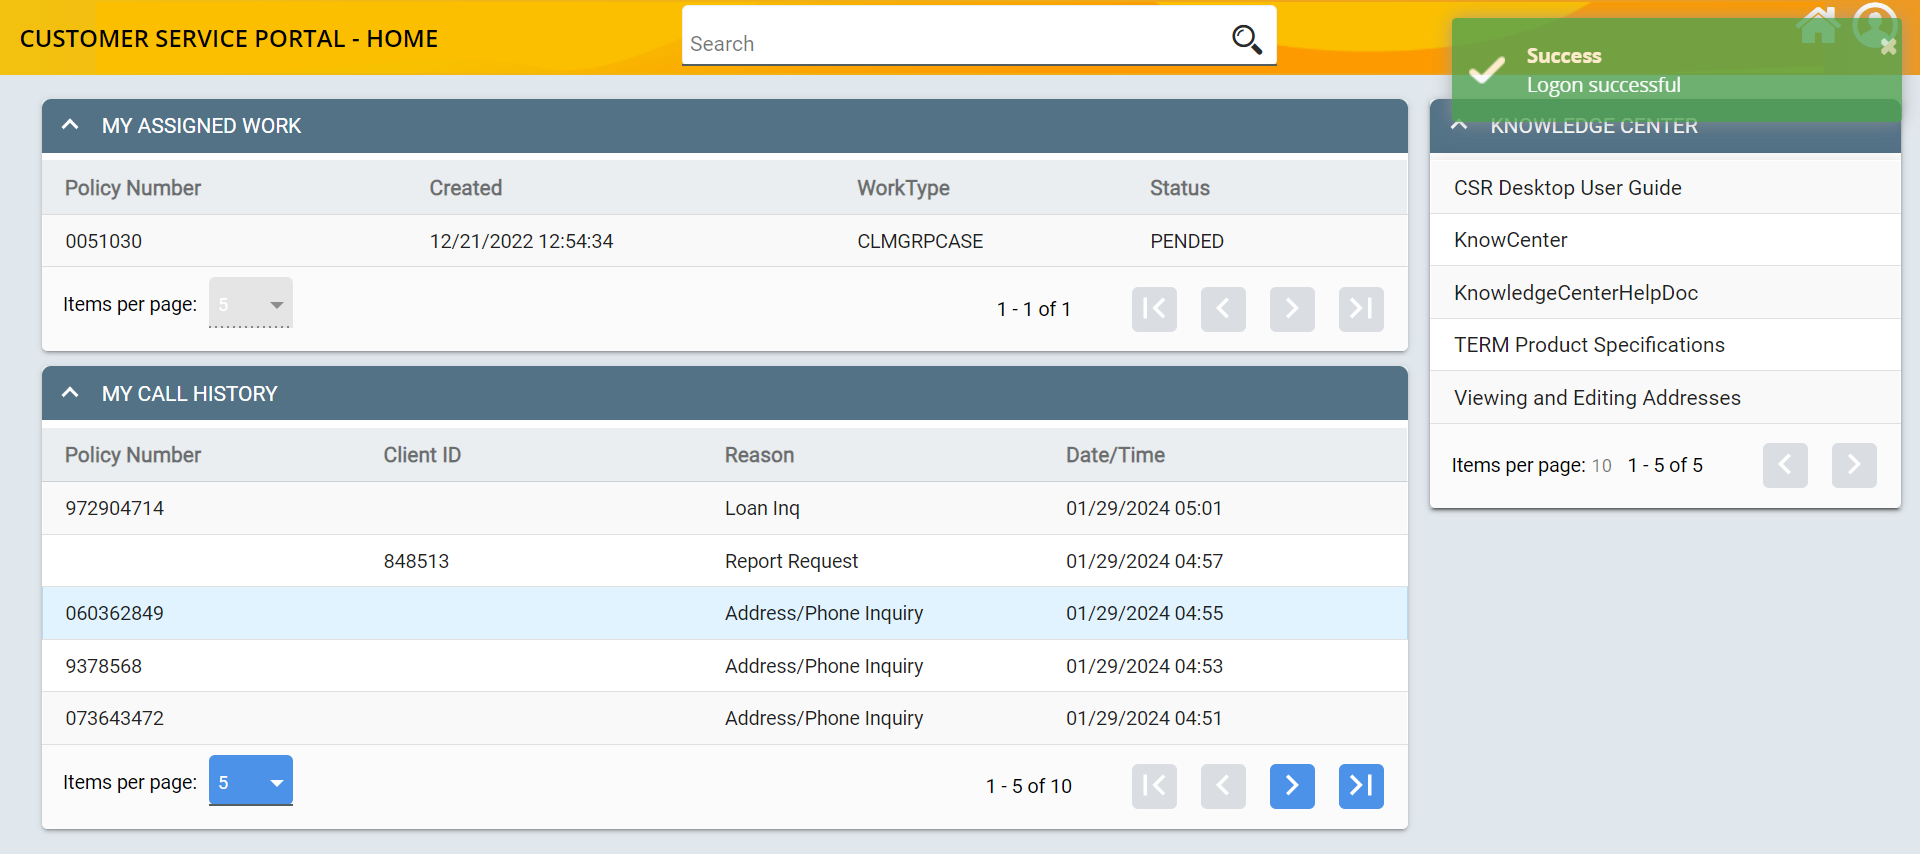 CUSTOMER SERVICE PORTAL - HOME
Search
Success
Logon successful
MY ASSIGNED WORK
Policy Number Created WorkType Status
0051030 12/21/2022 12:54:34 CLMGRPCASE PENDED
Items per page: 5 1 - 1 of 1
MY CALL HISTORY
Policy Number Client ID Reason Date/Time
972904714 Loan Inq 01/29/2024 05:01
848513 Report Request 01/29/2024 04:57
060362849 Address/Phone Inquiry 01/29/2024 04:55
9378568 Address/Phone Inquiry 01/29/2024 04:53
073643472 Address/Phone Inquiry 01/29/2024 04:51
Items per page: 5 1 - 5 of 10
KNOWLEDGE CENTER
CSR Desktop User Guide
KnowCenter
KnowledgeCenterHelpDoc
TERM Product Specifications
Viewing and Editing Addresses
Items per page: 10 1 - 5 of 5